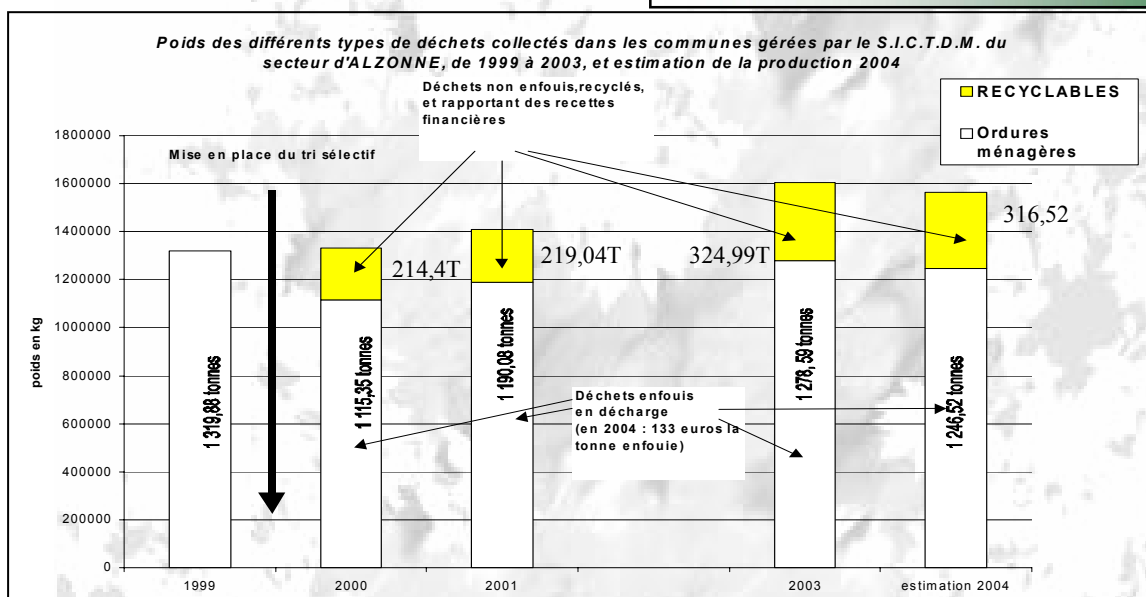 Poids des différents types de déchets collectés dans les communes gérées par le S.I.C.T.D.M. du
secteur d'ALZONNE, de 1999 à 2003, et estimation de la production 2004
RECYCLABLES
Ordures
ménagères
Déchets non enfouis,recyclés,
et rapportant des recettes
financières
Mise en place du tri sélectif
poids en kg
1800000
1600000
1400000
1200000
1000000
800000
600000
400000
200000
0
1 319,88 tonnes
1 115,35 tonnes
214,4T
1 190,08 tonnes
219,04T
324,99T
1 278, 59 tonnes
316,52
1 246,52 tonnes
Déchets enfouis
en décharge
(en 2004 : 133 euros la
tonne enfouie)
1999
2000
2001
2003
estimation 2004